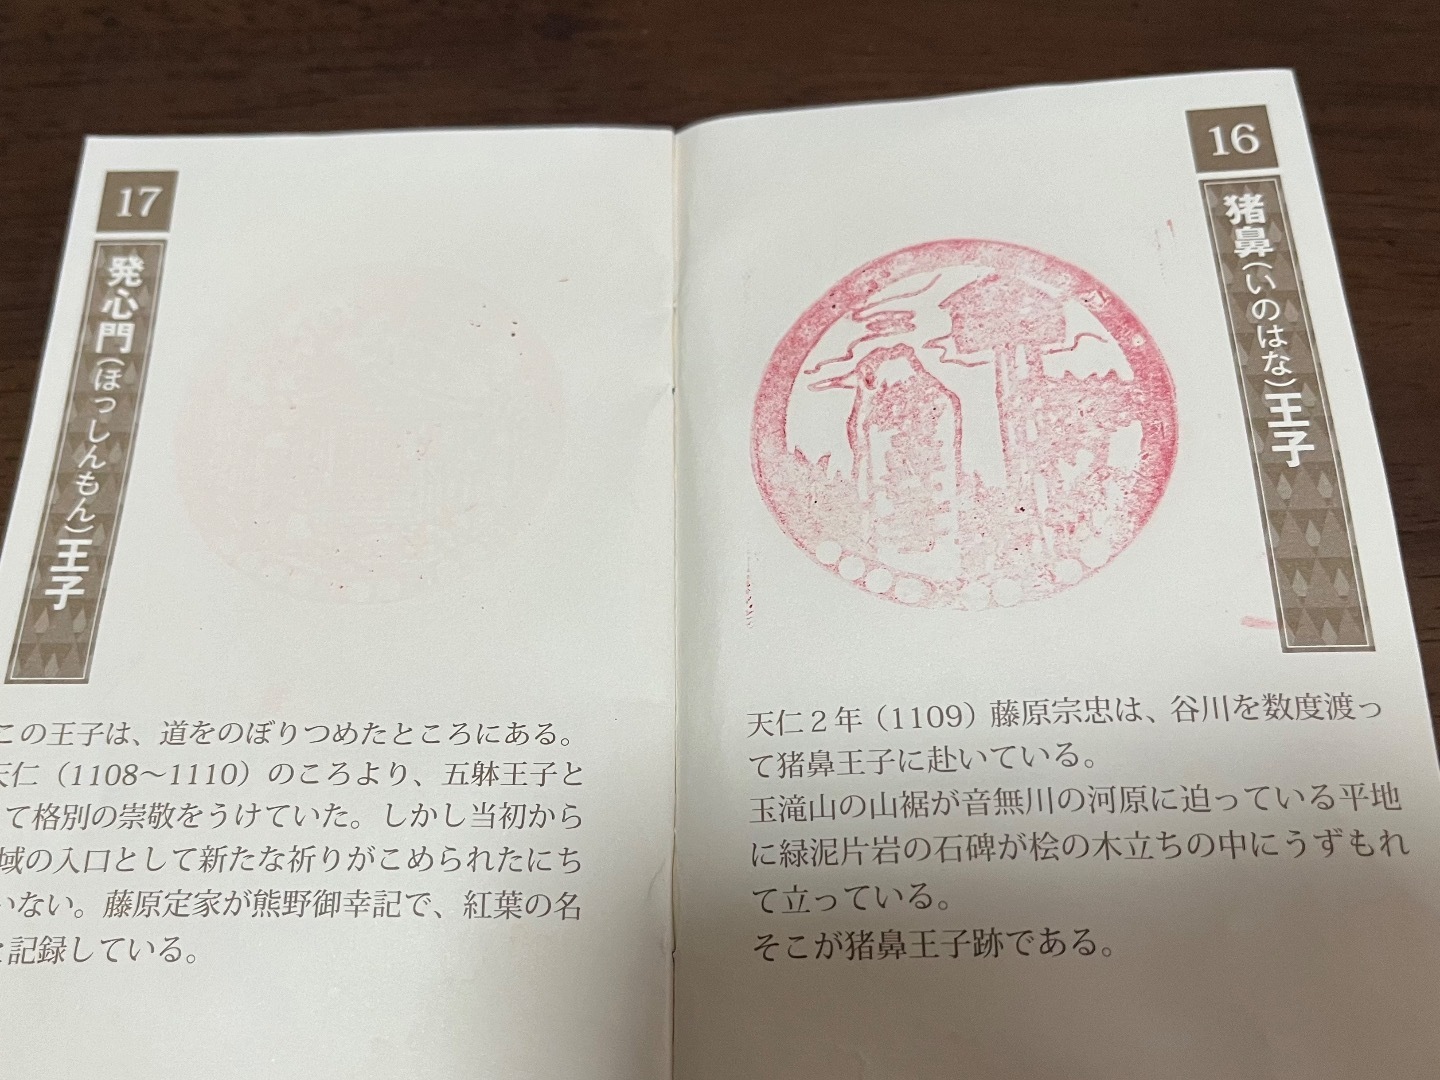 16
猪鼻(いのはな)王子
天仁2年（1109）藤原宗忠は、谷川を数度渡っ
て猪鼻王子に赴いている。
玉滝山の山裾が音無川の河原に迫っている平地
に緑泥片岩の石碑が桧の木立ちの中にうずもれ
て立っている。
そこが猪鼻王子跡である。
17
発心門(ほっしんもん)王子
この王子は、道をのぼりつめたところにある。
天仁（1108〜1110）のころより、五躰王子と
て格別の崇敬をうけていた。しかし当初から
域の入口として新たな祈りがこめられたにち
いない。藤原定家が熊野御幸記で、紅葉の名
と記録している。